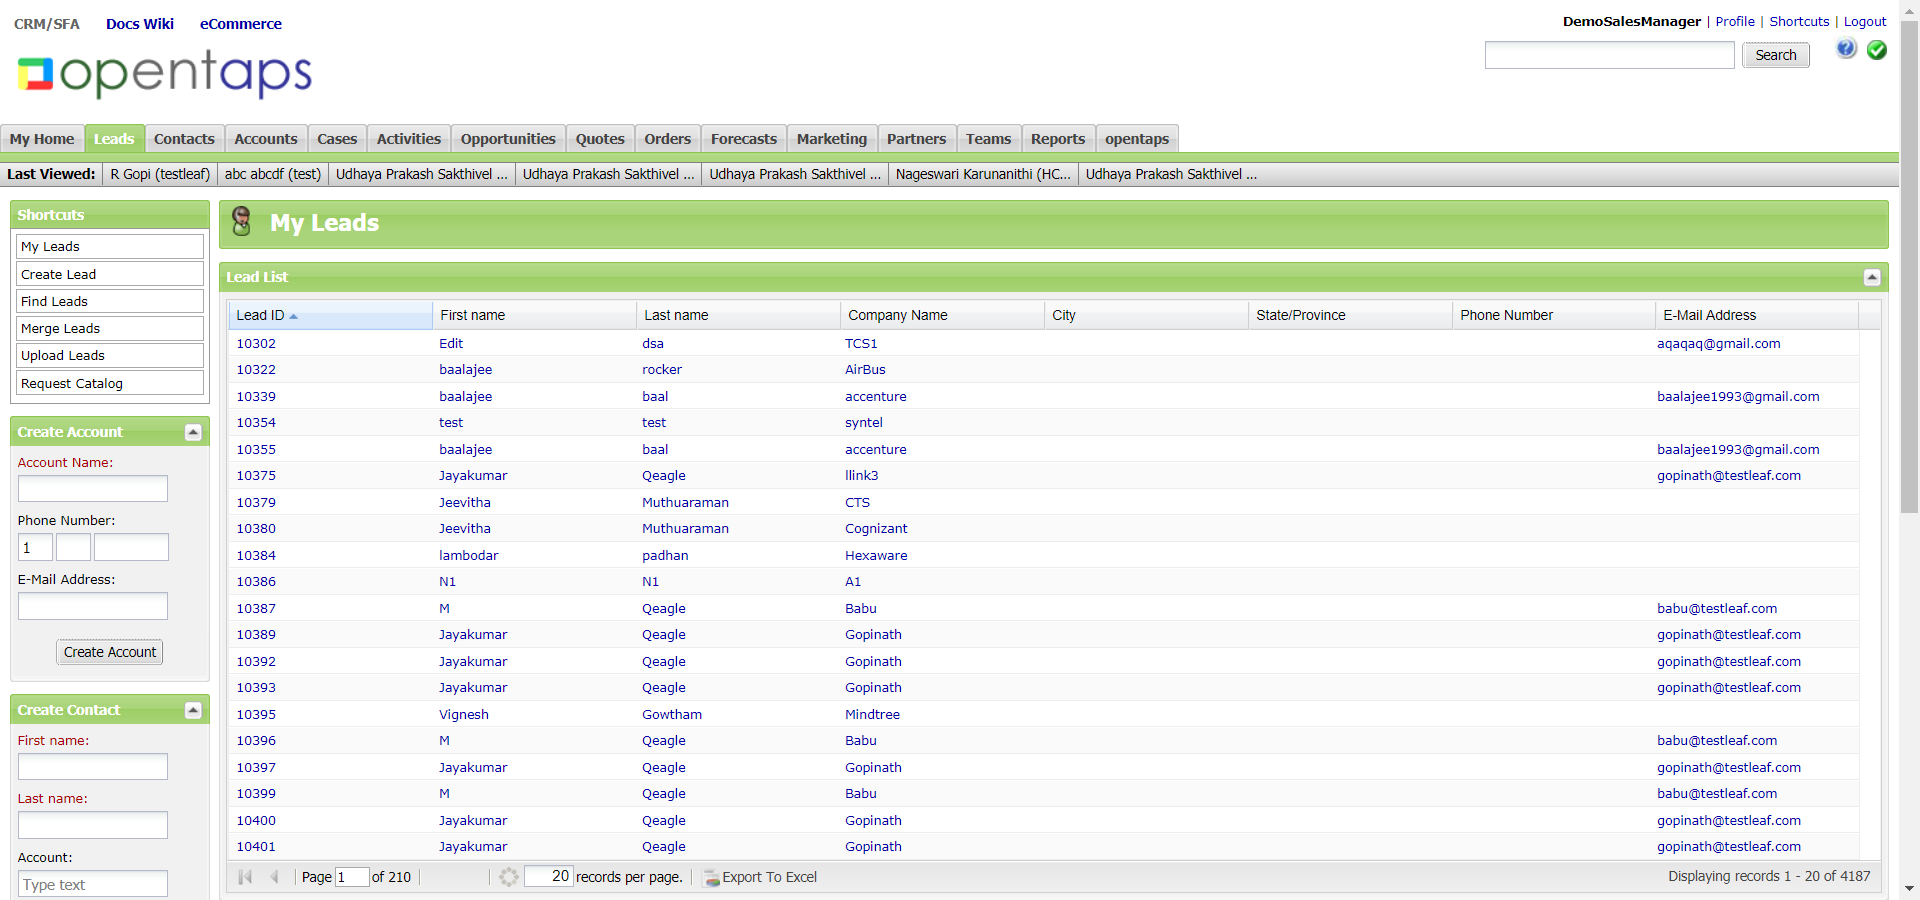 CRM/SFA Docs Wiki eCommerce
DemoSalesManager | Profile | Shortcuts | Logout
opentaps
Search
My Home Leads Contacts Accounts Cases Activities Opportunities Quotes Orders Forecasts Marketing Partners Teams Reports opentaps
Last Viewed: R Gopi (testleaf) abc abcdf (test) Udhaya Prakash Sakthivel ... Udhaya Prakash Sakthivel ... Udhaya Prakash Sakthivel ... Nageswari Karunanithi (HC... Udhaya Prakash Sakthivel ...
Shortcuts
My Leads
Create Lead
Find Leads
Merge Leads
Upload Leads
Request Catalog
Create Account
Account Name:
Phone Number:
1
E-Mail Address:
Create Account
Create Contact
First name:
Last name:
Account:
Type text
My Leads
Lead List
Lead ID First name Last name Company Name City State/Province Phone Number E-Mail Address
10302 Edit dsa TCS1 aqaqaq@gmail.com
10322 baalajee rocker AirBus
10339 baalajee baal accenture baalajee1993@gmail.com
10354 test test syntel
10355 baalajee baal accenture baalajee1993@gmail.com
10375 Jayakumar Qeagle llink3 gopinath@testleaf.com
10379 Jeevitha Muthuaraman CTS
10380 Jeevitha Muthuaraman Cognizant
10384 lambodar padhan Hexaware
10386 N1 N1 A1
10387 M Qeagle Babu babu@testleaf.com
10389 Jayakumar Qeagle Gopinath gopinath@testleaf.com
10392 Jayakumar Qeagle Gopinath gopinath@testleaf.com
10393 Jayakumar Qeagle Gopinath gopinath@testleaf.com
10395 Vignesh Gowtham Mindtree
10396 M Qeagle Babu babu@testleaf.com
10397 Jayakumar Qeagle Gopinath gopinath@testleaf.com
10399 M Qeagle Babu babu@testleaf.com
10400 Jayakumar Qeagle Gopinath gopinath@testleaf.com
10401 Jayakumar Qeagle Gopinath gopinath@testleaf.com
Page 1 of 210 20 records per page. Export To Excel Displaying records 1 - 20 of 4187